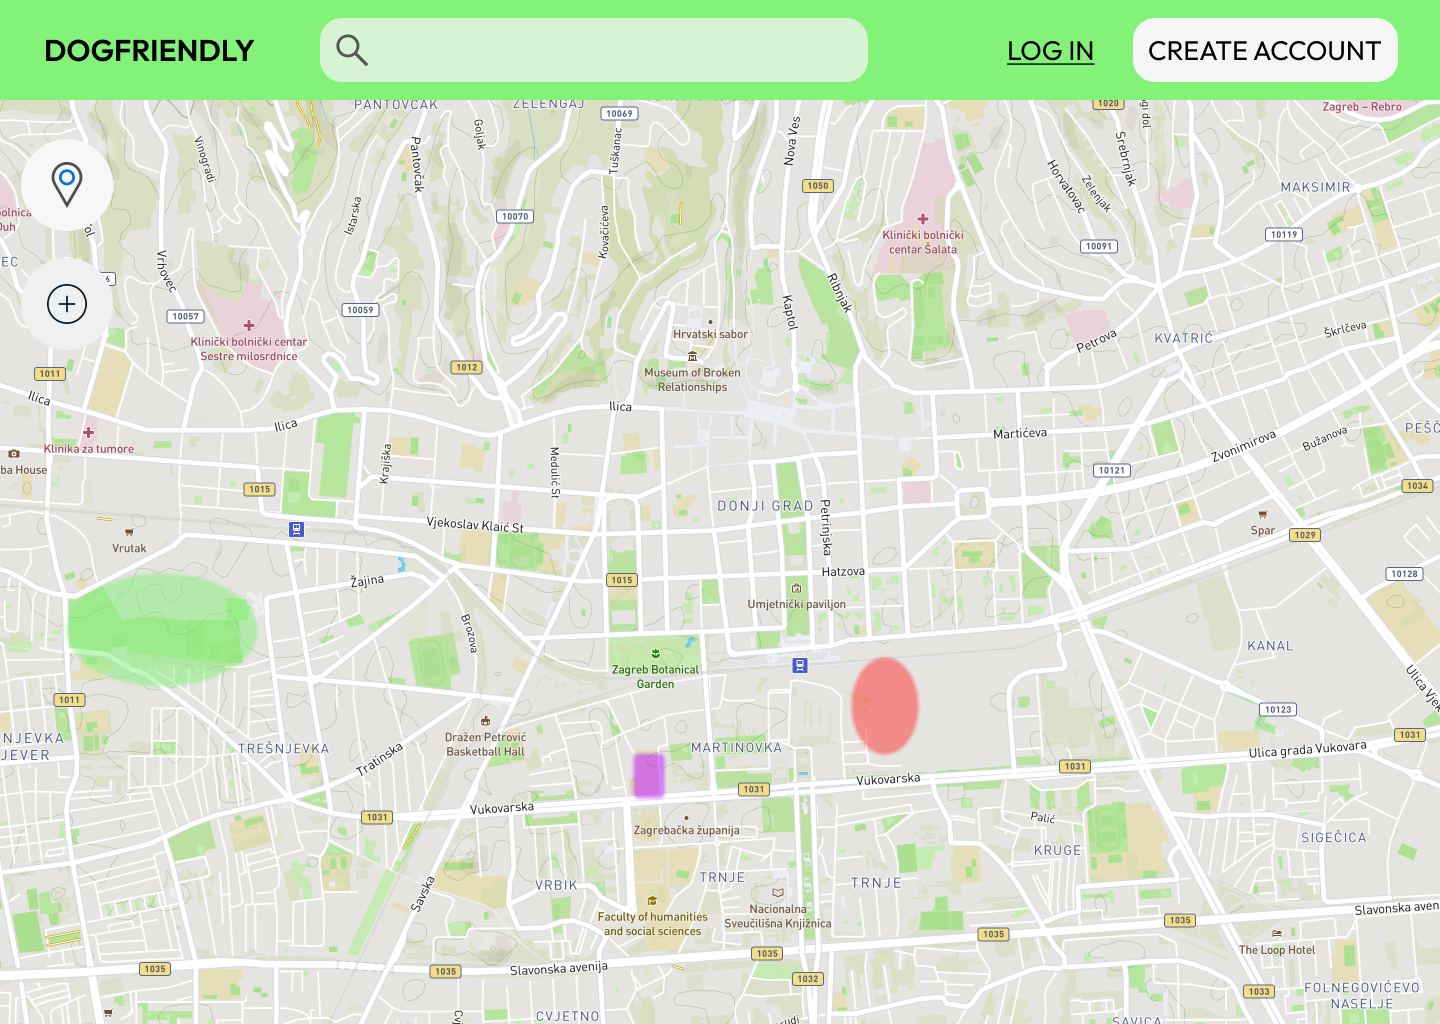 DOGFRIENDLY
LOG IN
CREATE ACCOUNT
PANTOVČAK
ZELENGAJ
10069
1020
Zagreb – Rebro
Vinogradi
Pantovčak
Goljak
Tuškanac
Nova Ves
Srebrnjak
Horvatovac
Zelenjak
1050
MAKSIMIR
Istarska
10070
Kovačićeva
Klinički bolnički
centar Šalata
10091
10119
Vrhovec
Ribnjak
Kaptol
10057
10059
Klinički bolnički centar
Sestre milosrdnice
Hrvatski sabor
Museum of Broken
Relationships
Petrova
KVATRIĆ
Škrlčeva
1011
1012
Ilica
Ilica
Ilica
Klinika za tumore
ba House
Krajiška
Medulić St
Martićeva
Zvonimirova
Bužanova
10121
1015
1034
DONJI GRAD
Petrinjska
Vjekoslav Klaić St
Vrutak
Spar
1029
Žajina
1015
Hatzova
10128
Umjetnički paviljon
Brozova
KANAL
Zagreb Botanical
Garden
1011
Ulica Vjek
10123
Dražen Petrović
Basketball Hall
NJEVKA
JEVER
TREŠNJEVKA
MARTINOVKA
1031
Ulica grada Vukovara
Tratinska
1031
Vukovarska
1031
Vukovarska
1031
Zagrebačka županija
Palić
KRUGE
SIGEČICA
VRBIK
TRNJE
TRNJE
Savska
Faculty of humanities
and social sciences
Nacionalna
Sveučilišna Knjižnica
Slavonska aven
1035
1035
1035
The Loop Hotel
1035
1035
Slavonska avenija
1032
1033
FOLNEGOVIĆEVO
NASELJE
CVJETNO
SAVICA